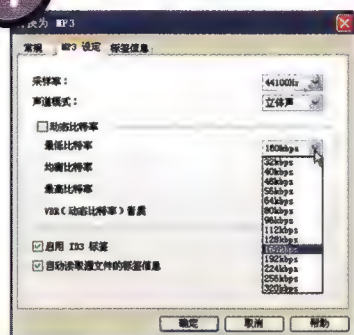 换为 MP3
常规 MP3 设定 标签信息
采样率： 44100Hz
声道模式： 立体声
动态比特率
最低比特率 160kbps
均衡比特率
最高比特率
VBR（动态比特率）音质
32kbps
40kbps
48kbps
56kbps
64kbps
80kbps
96kbps
112kbps
128kbps
160kbps
192kbps
224kbps
256kbps
320kbps
启用 ID3 标签
自动读取源文件的标签信息
确定 取消 帮助